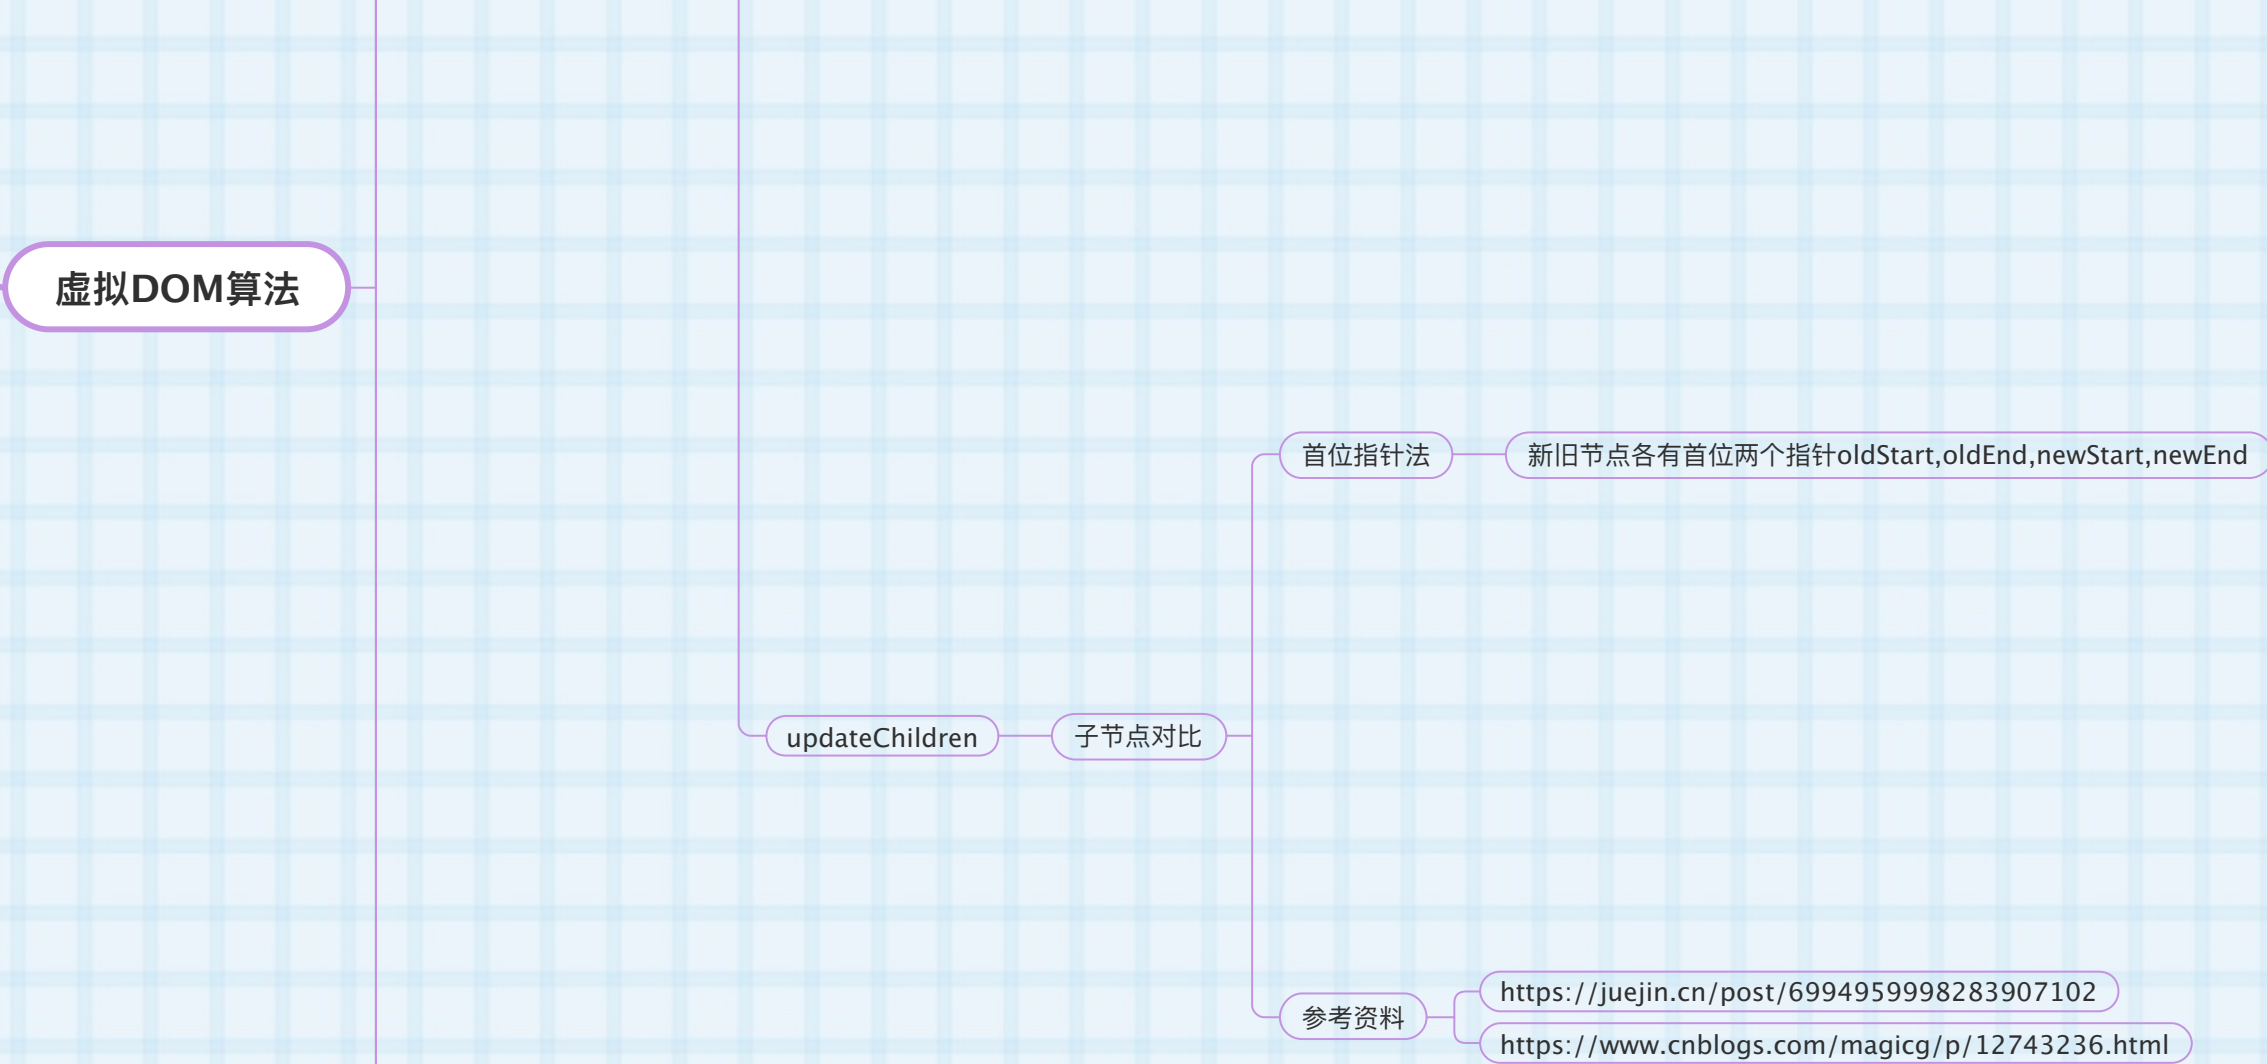 虚拟DOM算法
首位指针法
新旧节点各有首位两个指针oldStart,oldEnd,newStart,newEnd
updateChildren
子节点对比
参考资料
https://juejin.cn/post/6994959998283907102
https://www.cnblogs.com/magicg/p/12743236.html